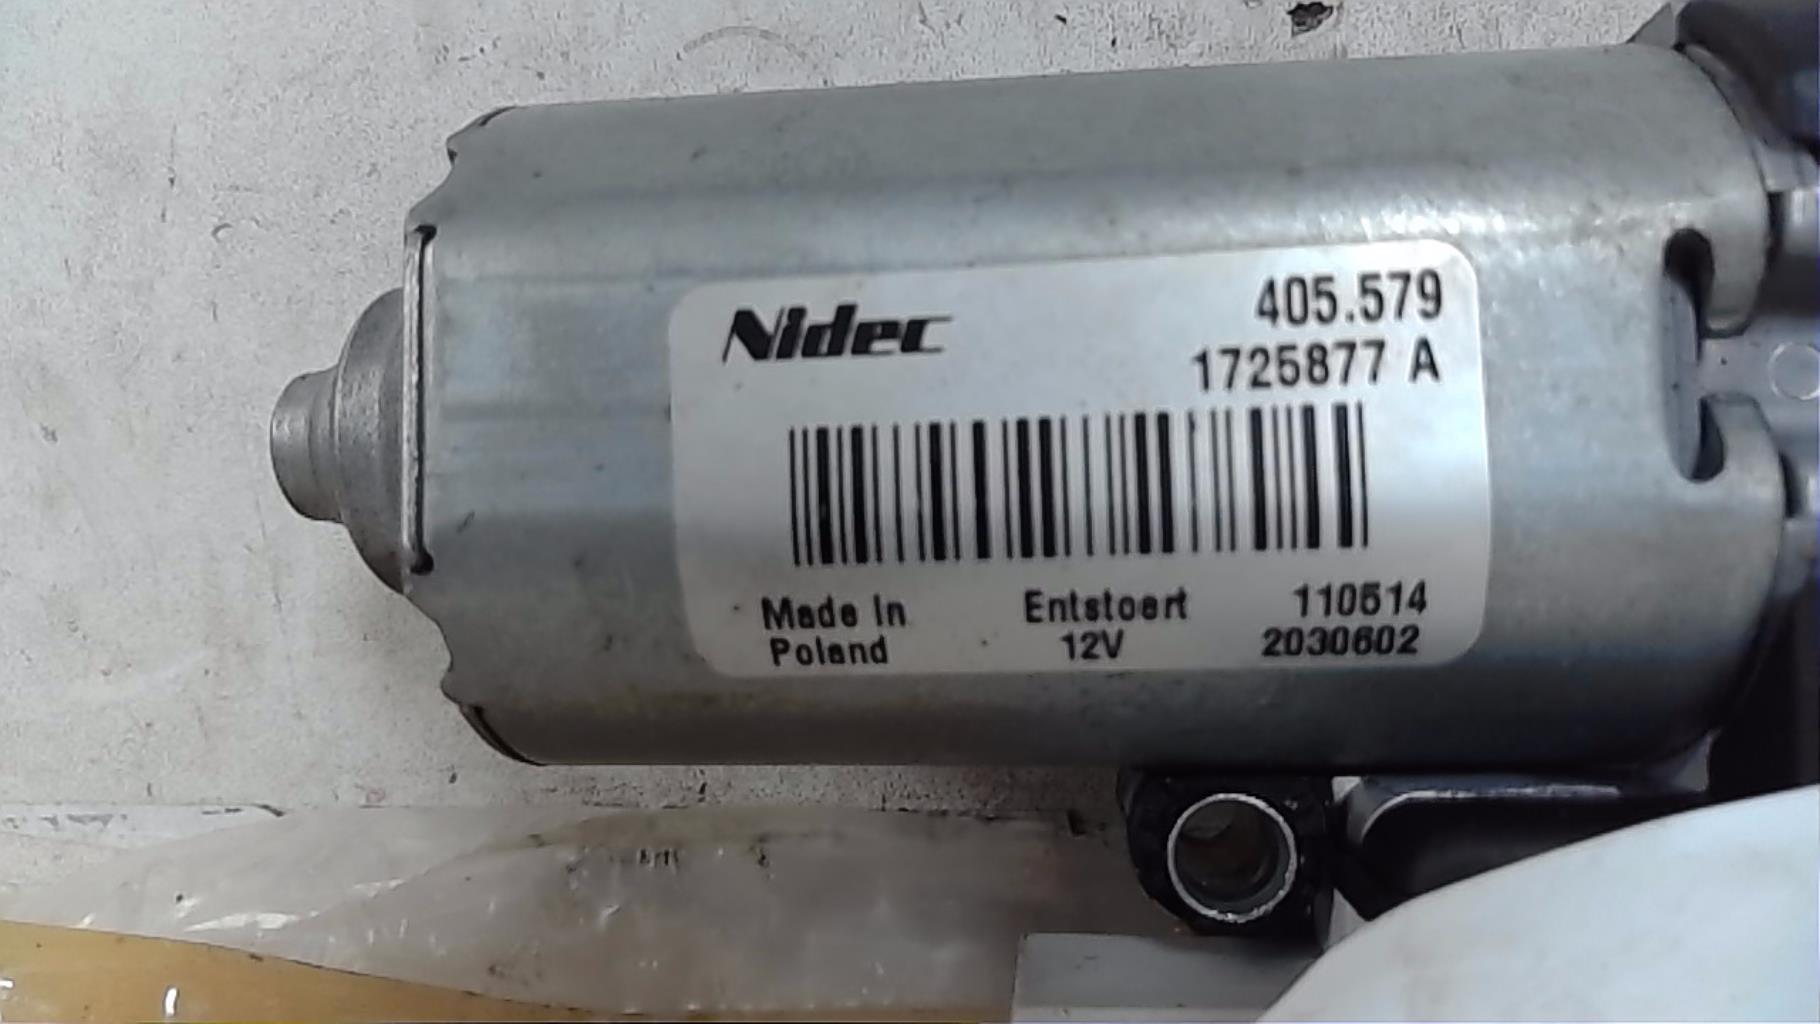 Nidec
405.579
1725877 A
Made in
Poland
Entstoert
12V
110514
2030602